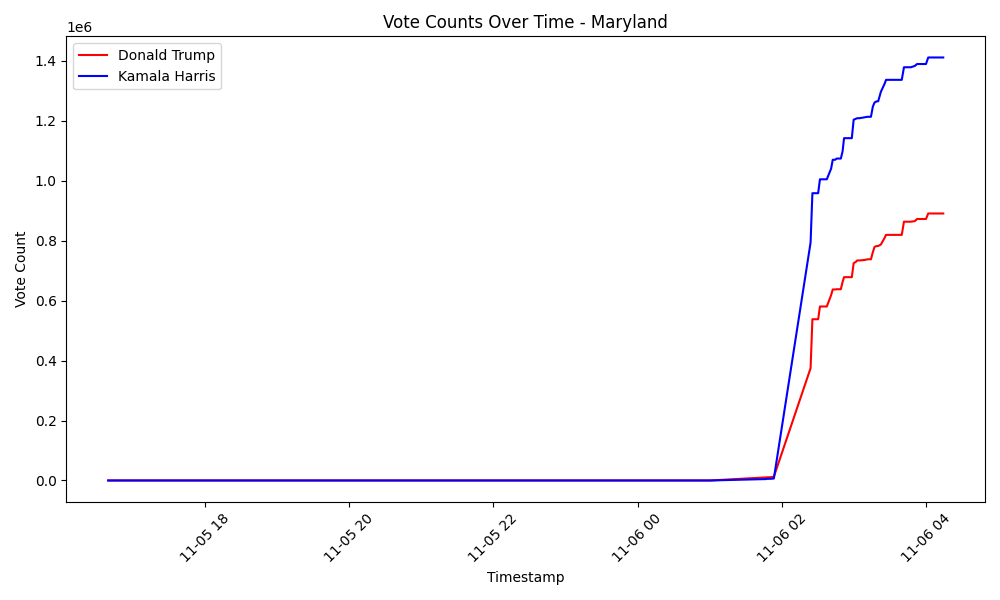 Vote Counts Over Time - Maryland
1e6
Donald Trump
Kamala Harris
1.4
1.2
1.0
0.8
0.6
0.4
0.2
0.0
Vote Count
11-05 18
11-05 20
11-05 22
11-06 00
11-06 02
11-06 04
Timestamp